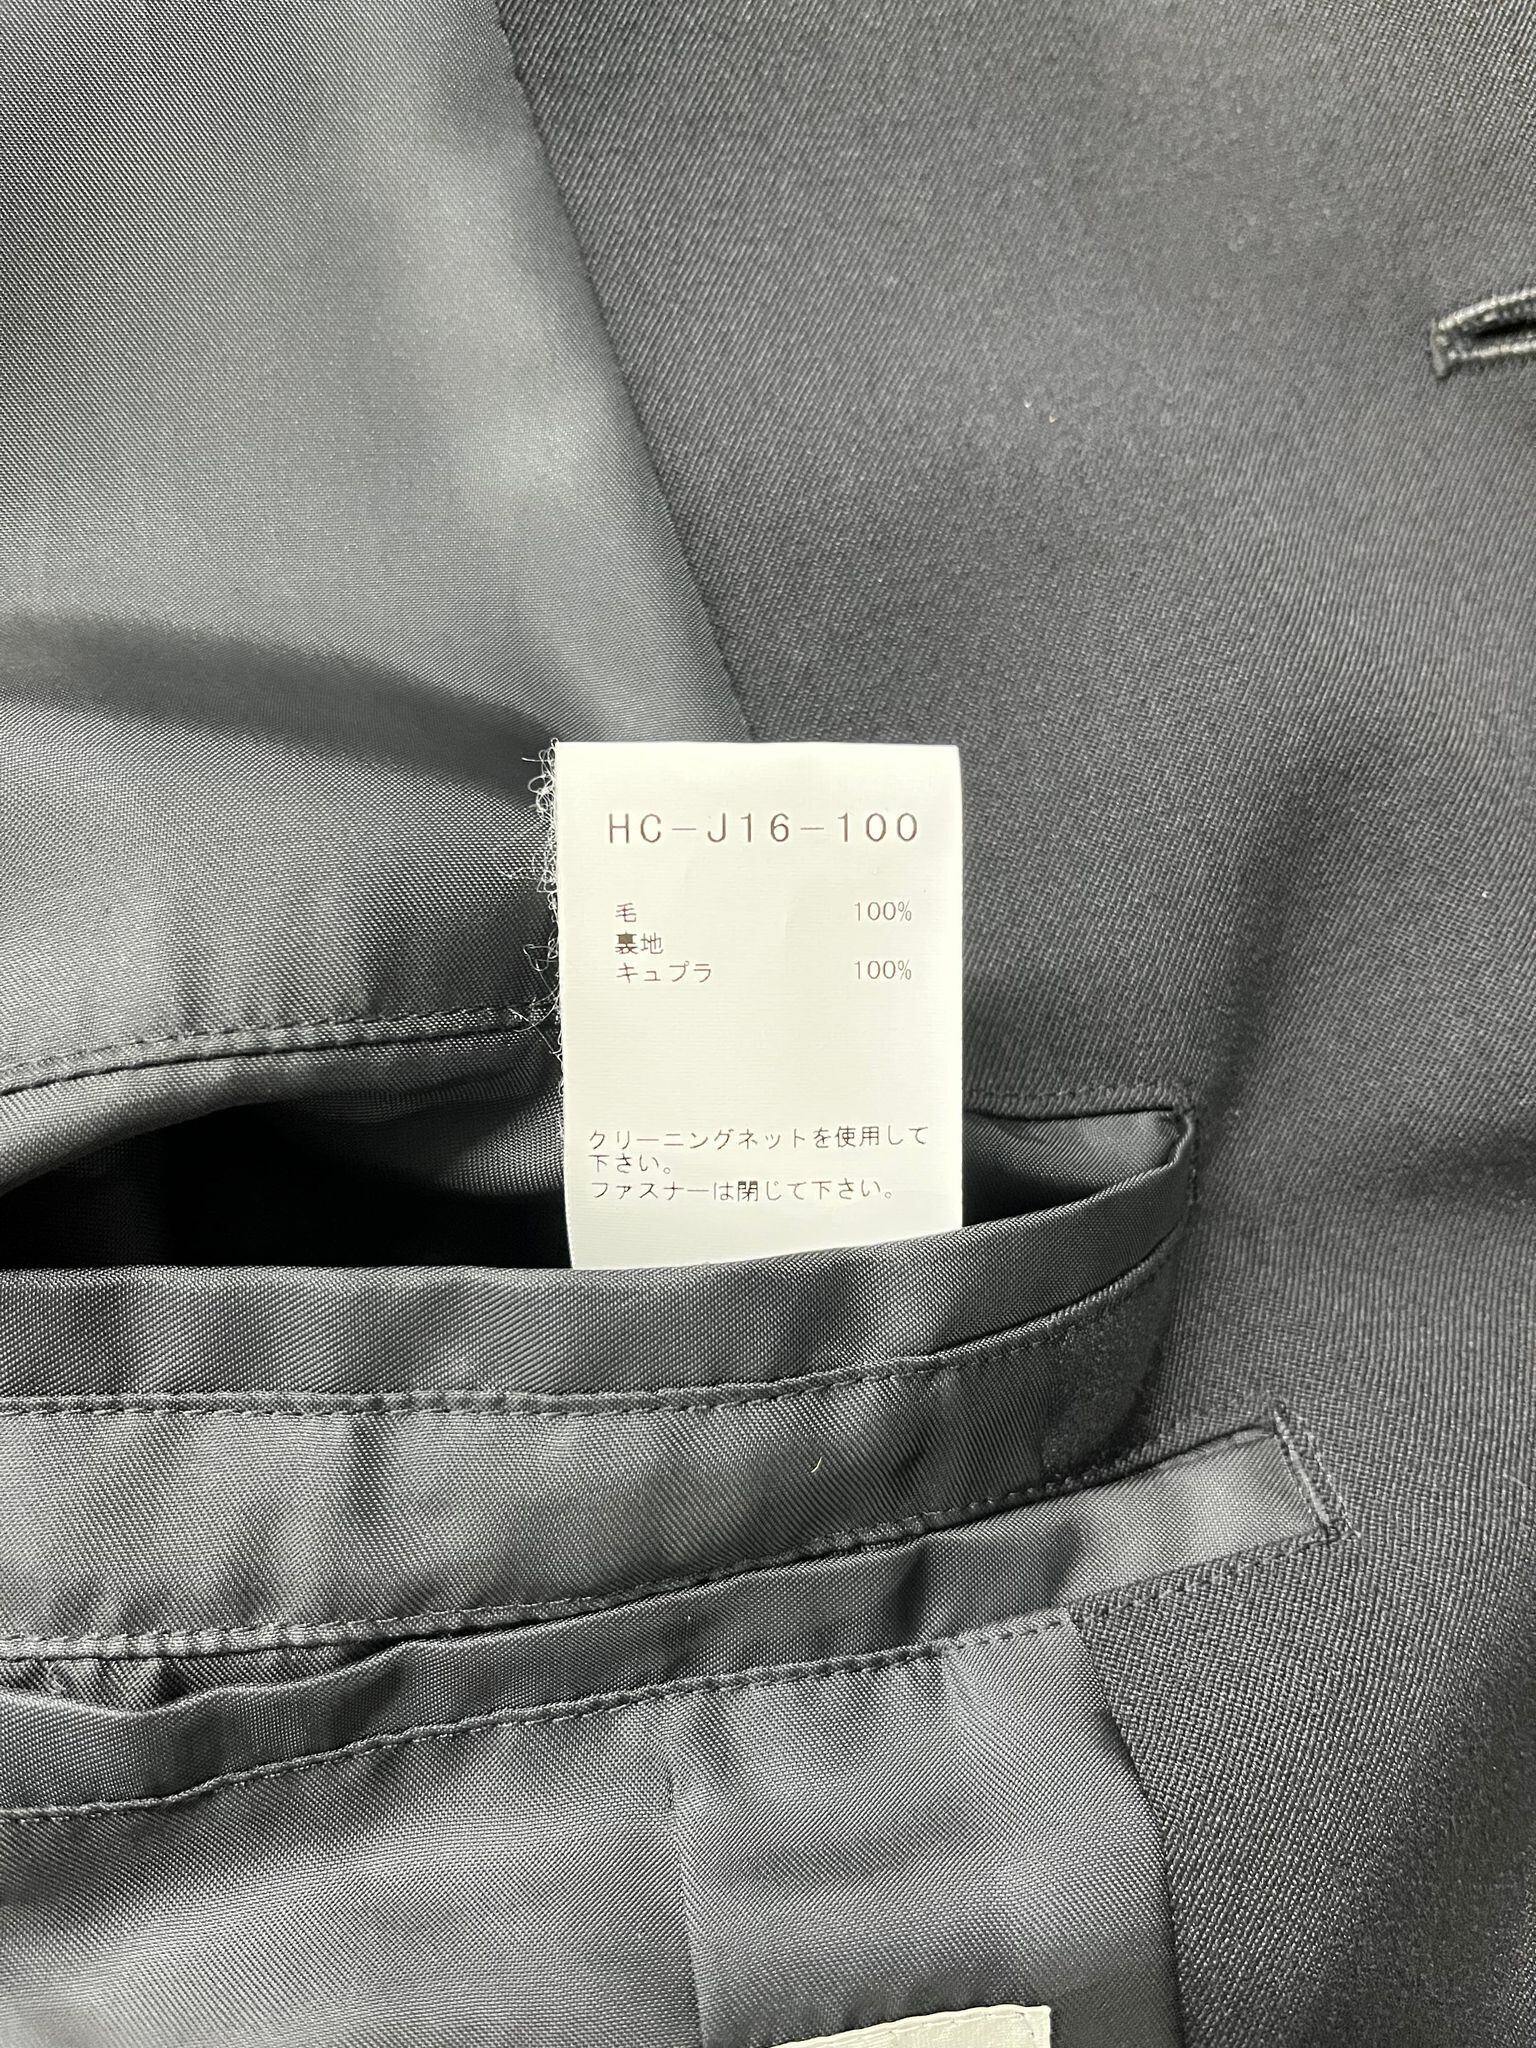 HC-J16-100
毛 100%
裏地
キュプラ 100%
クリーニングネットを使用して
下さい。
ファスナーは閉じて下さい。